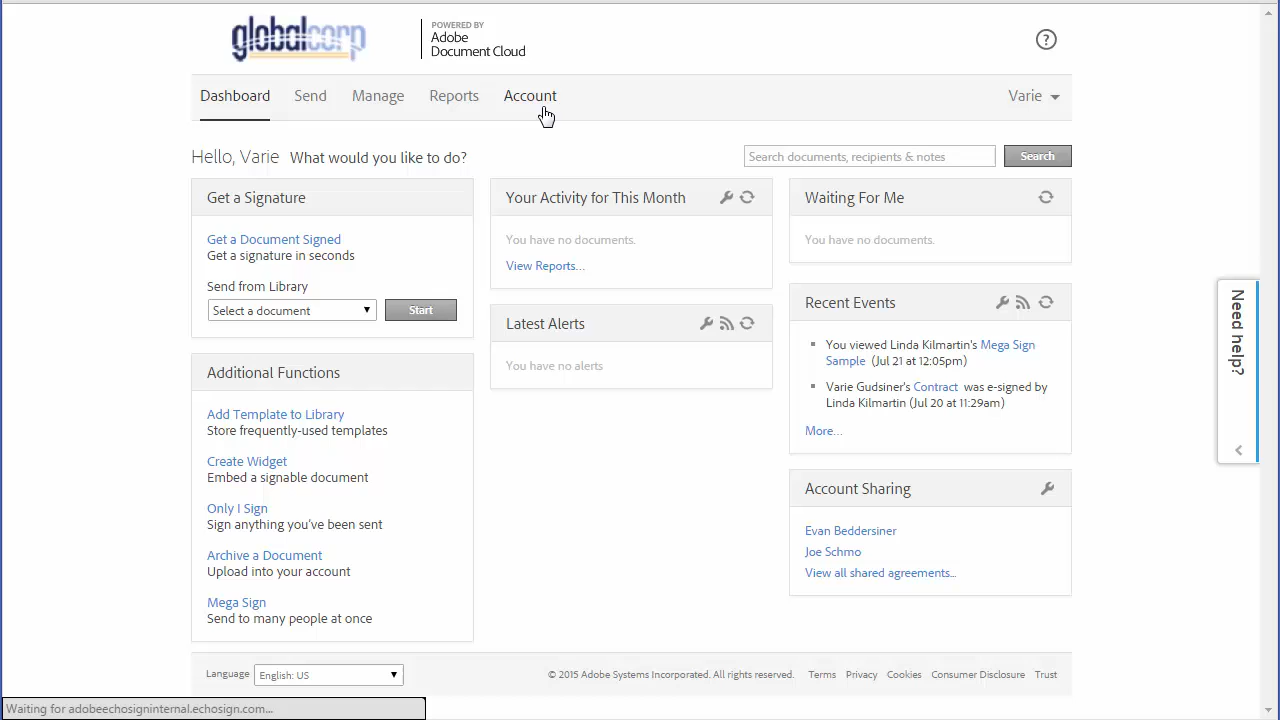 globalcorp
POWERED BY
Adobe
Document Cloud
?
Dashboard
Send
Manage
Reports
Account
Varie
Hello, Varie What would you like to do?
Search documents, recipients & notes
Search
Get a Signature
Get a Document Signed
Get a signature in seconds
Send from Library
Select a document
Start
Additional Functions
Add Template to Library
Store frequently-used templates
Create Widget
Embed a signable document
Only I Sign
Sign anything you've been sent
Archive a Document
Upload into your account
Mega Sign
Send to many people at once
Your Activity for This Month
You have no documents.
View Reports...
Latest Alerts
You have no alerts
Waiting For Me
You have no documents.
Recent Events
You viewed Linda Kilmartin's Mega Sign
Sample (Jul 21 at 12:05pm)
Varie Gudsiner's Contract was e-signed by
Linda Kilmartin (Jul 20 at 11:29am)
More...
Account Sharing
Evan Beddersiner
Joe Schmo
View all shared agreements...
Need help?
Language
English: US
© 2015 Adobe Systems Incorporated. All rights reserved.
Terms
Privacy
Cookies
Consumer Disclosure
Trust
Waiting for adobeechosigninternal.echosign.com...